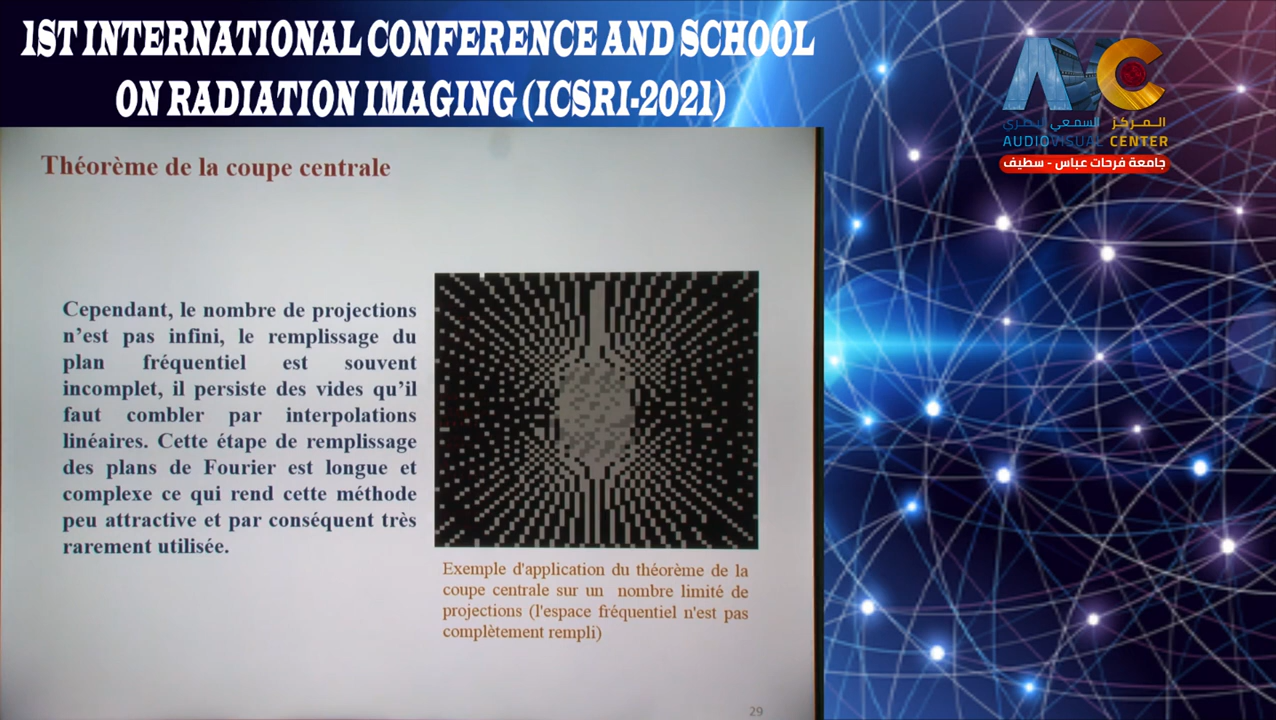 1ST INTERNATIONAL CONFERENCE AND SCHOOL
ON RADIATION IMAGING (ICSRI-2021)
المركز السمعي البصري
AUDIOVISUAL CENTER
جامعة فرحات عباس - سطيف
Théorème de la coupe centrale
Cependant, le nombre de projections
n’est pas infini, le remplissage du
plan fréquentiel est souvent
incomplet, il persiste des vides qu’il
faut combler par interpolations
linéaires. Cette étape de remplissage
des plans de Fourier est longue et
complexe ce qui rend cette méthode
peu attractive et par conséquent très
rarement utilisée.
Exemple d'application du théorème de la
coupe centrale sur un nombre limité de
projections (l'espace fréquentiel n'est pas
complètement rempli)
29